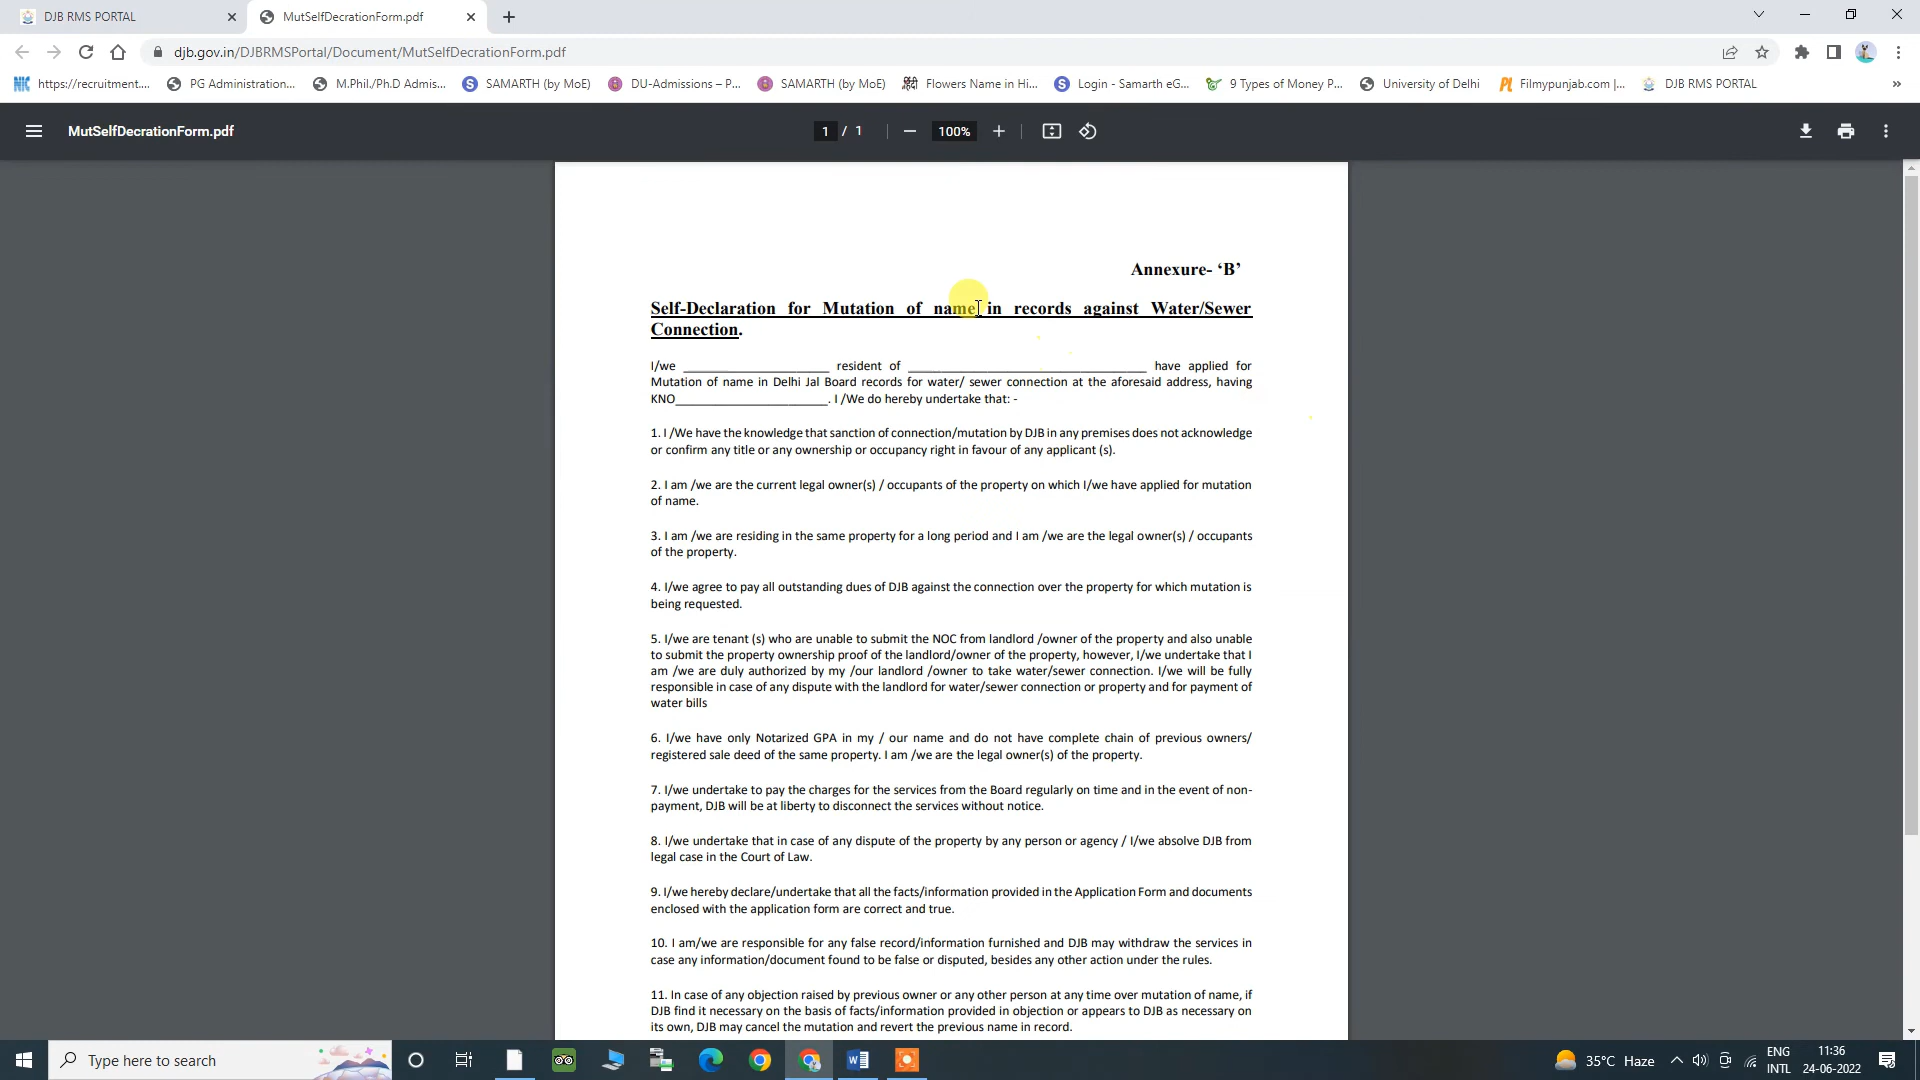 DJB RMS PORTAL
MutSelfDecrationForm.pdf
djb.gov.in/DJBRMSPortal/Document/MutSelfDecrationForm.pdf
https://recruitment.... PG Administration... M.Phil./Ph.D Admis... SAMARTH (by MoE) DU-Admissions – P... SAMARTH (by MoE) Flowers Name in Hi... Login - Samarth eG... 9 Types of Money P... University of Delhi Filmypunjab.com |... DJB RMS PORTAL »
MutSelfDecrationForm.pdf 1 / 1 100%
Annexure- ‘B’
Self-Declaration for Mutation of name in records against Water/Sewer
Connection.
I/we ______________________ resident of ____________________________________ have applied for
Mutation of name in Delhi Jal Board records for water/ sewer connection at the aforesaid address, having
KNO_______________________. I /We do hereby undertake that: -
1. I /We have the knowledge that sanction of connection/mutation by DJB in any premises does not acknowledge
or confirm any title or any ownership or occupancy right in favour of any applicant (s).
2. I am /we are the current legal owner(s) / occupants of the property on which I/we have applied for mutation
of name.
3. I am /we are residing in the same property for a long period and I am /we are the legal owner(s) / occupants
of the property.
4. I/we agree to pay all outstanding dues of DJB against the connection over the property for which mutation is
being requested.
5. I/we are tenant (s) who are unable to submit the NOC from landlord /owner of the property and also unable
to submit the property ownership proof of the landlord/owner of the property, however, I/we undertake that I
am /we are duly authorized by my /our landlord /owner to take water/sewer connection. I/we will be fully
responsible in case of any dispute with the landlord for water/sewer connection or property and for payment of
water bills
6. I/we have only Notarized GPA in my / our name and do not have complete chain of previous owners/
registered sale deed of the same property. I am /we are the legal owner(s) of the property.
7. I/we undertake to pay the charges for the services from the Board regularly on time and in the event of non-
payment, DJB will be at liberty to disconnect the services without notice.
8. I/we undertake that in case of any dispute of the property by any person or agency / I/we absolve DJB from
legal case in the Court of Law.
9. I/we hereby declare/undertake that all the facts/information provided in the Application Form and documents
enclosed with the application form are correct and true.
10. I am/we are responsible for any false record/information furnished and DJB may withdraw the services in
case any information/document found to be false or disputed, besides any other action under the rules.
11. In case of any objection raised by previous owner or any other person at any time over mutation of name, if
DJB find it necessary on the basis of facts/information provided in objection or appears to DJB as necessary on
its own, DJB may cancel the mutation and revert the previous name in record.
Type here to search
35°C Haze
ENG
INTL
11:36
24-06-2022